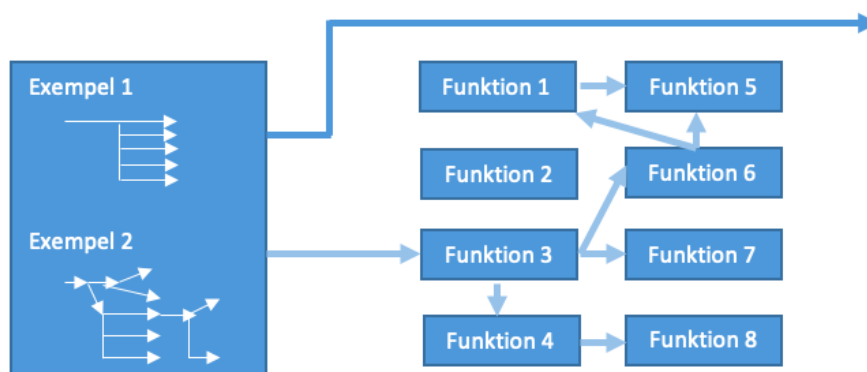 Exempel 1
Exempel 2
Funktion 1
Funktion 5
Funktion 2
Funktion 6
Funktion 3
Funktion 7
Funktion 4
Funktion 8